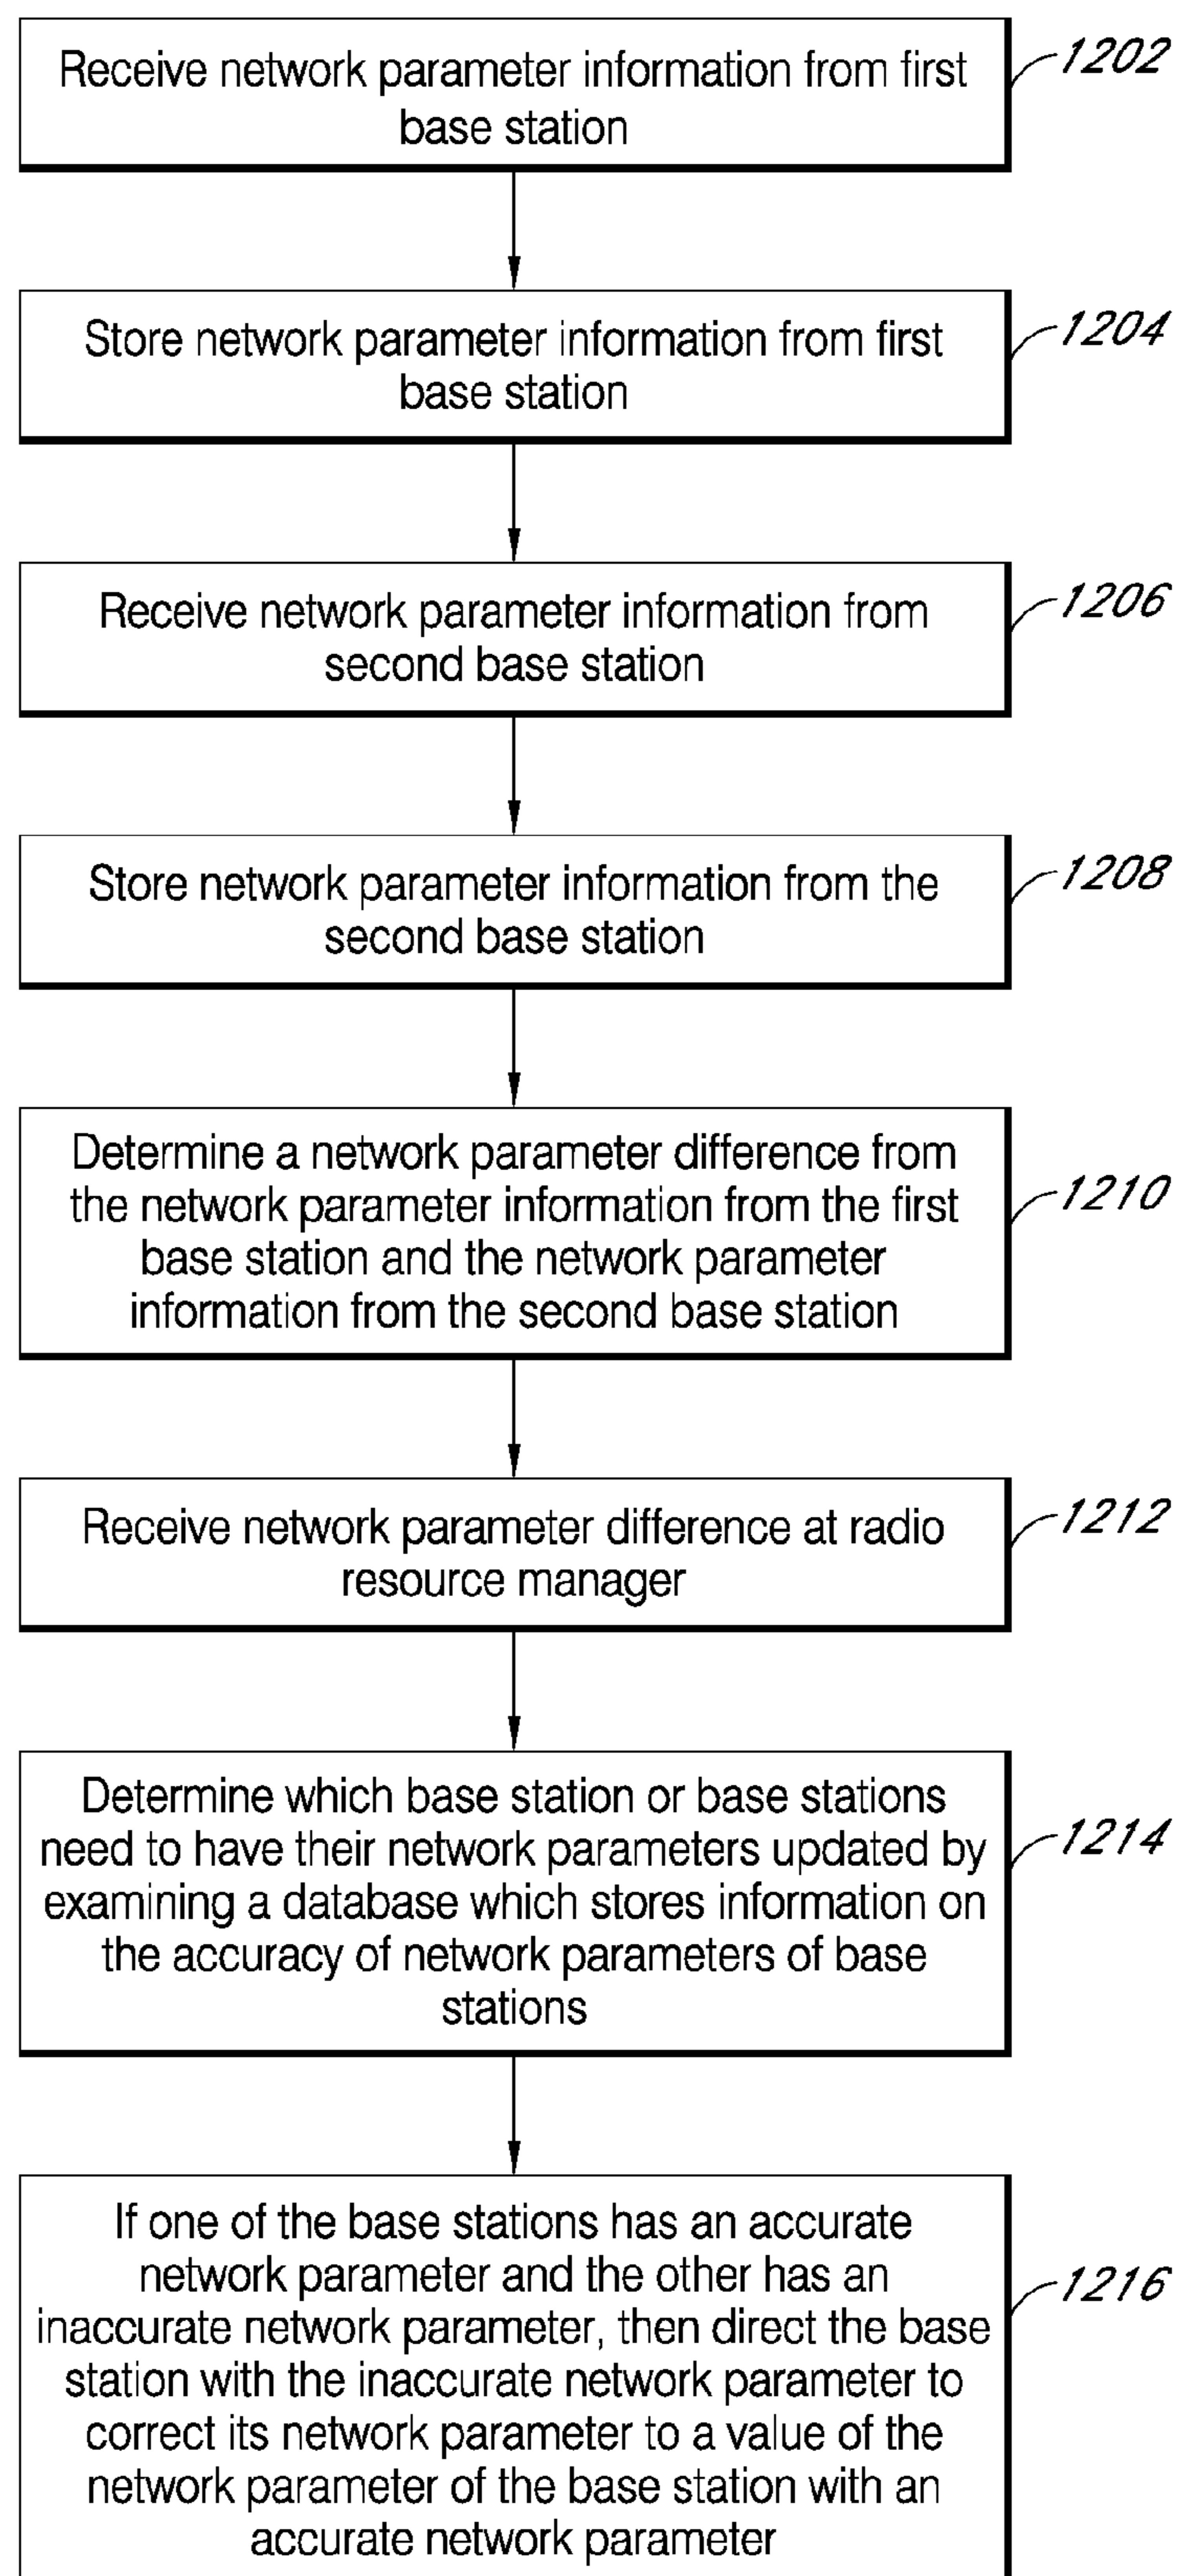 Receive network parameter information from first
base station
1202
Store network parameter information from first
base station
1204
Receive network parameter information from
second base station
1206
Store network parameter information from the
second base station
1208
Determine a network parameter difference from
the network parameter information from the first
base station and the network parameter
information from the second base station
1210
Receive network parameter difference at radio
resource manager
1212
Determine which base station or base stations
need to have their network parameters updated by
examining a database which stores information on
the accuracy of network parameters of base
stations
1214
If one of the base stations has an accurate
network parameter and the other has an
inaccurate network parameter, then direct the base
station with the inaccurate network parameter to
correct its network parameter to a value of the
network parameter of the base station with an
accurate network parameter
1216